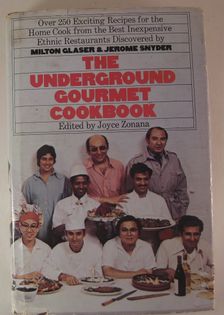 Over 250 Exciting Recipes for the
Home Cook from the Best Inexpensive
Ethnic Restaurants Discovered by
MILTON GLASER & JEROME SNYDER
THE
UNDERGROUND
GOURMET
COOKBOOK
Edited by Joyce Zonana